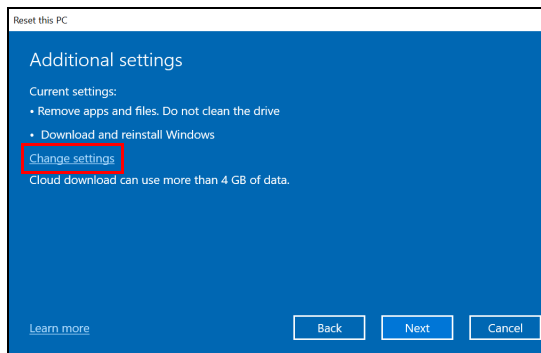 Reset this PC
Additional settings
Current settings:
• Remove apps and files. Do not clean the drive
• Download and reinstall Windows
Change settings
Cloud download can use more than 4 GB of data.
Learn more
Back
Next
Cancel